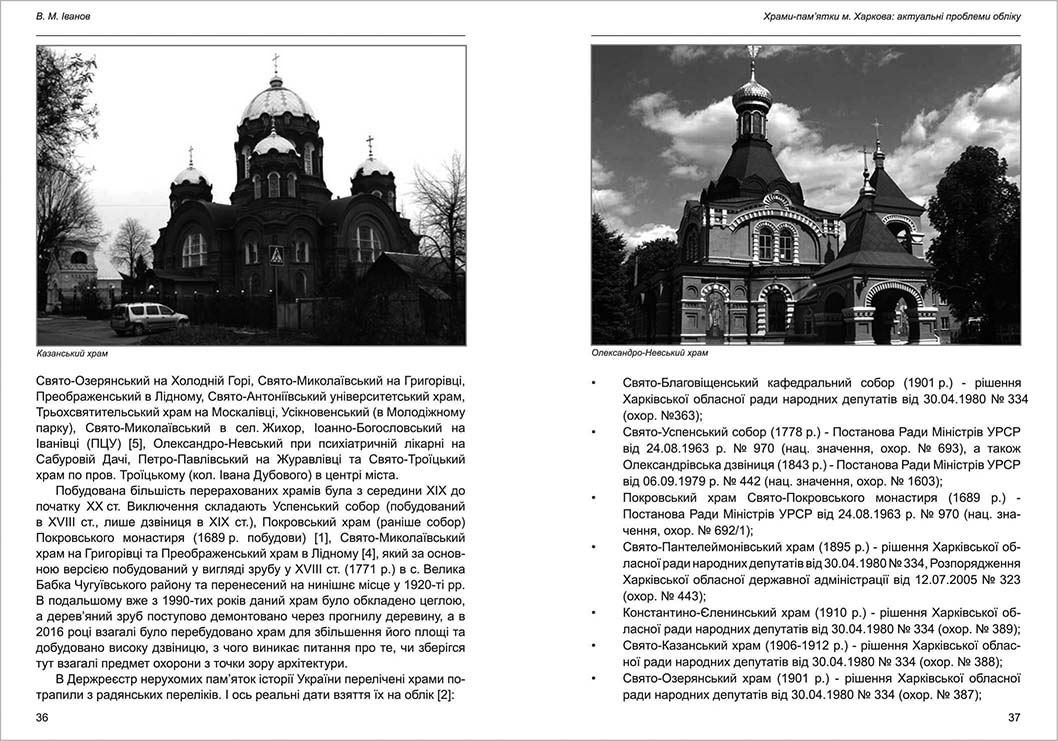 В. М. Іванов
Казанський храм
Свято-Озерянський на Холодній Горі, Свято-Миколаївський на Григорівці,
Преображенський в Лідному, Свято-Антоніївський університетський храм,
Трьохсвятительський храм на Москалівці, Усікновенський (в Молодіжному
парку), Свято-Миколаївський в сел. Жихор, Іоанно-Богословський на
Іванівці (ПЦУ) [5], Олександро-Невський при психіатричній лікарні на
Сабуровій Дачі, Петро-Павлівський на Журавлівці та Свято-Троїцький
храм по пров. Троїцькому (кол. Івана Дубового) в центрі міста.
Побудована більшість перерахованих храмів була з середини ХІХ до
початку ХХ ст. Виключення складають Успенський собор (побудований
в XVIII ст., лише дзвіниця в ХІХ ст.), Покровський храм (раніше собор)
Покровського монастиря (1689 р. побудови) [1], Свято-Миколаївський
храм на Григорівці та Преображенський в Лідному [4], який за основ-
ною версією побудований у вигляді зрубу у XVIII ст. (1771 р.) в с. Велика
Бабка Чугуївського району та перенесений на нинішнє місце у 1920-ті рр.
В подальшому вже з 1990-тих років даний храм було обкладено цеглою,
а дерев'яний зруб поступово демонтовано через прогнилу деревину, а в
2016 році взагалі було перебудовано храм для збільшення його площі та
добудовано високу дзвіницю, з чого виникає питання про те, чи зберігся
тут взагалі предмет охорони з точки зору архітектури.
В Держреєстр нерухомих пам'яток історії України перелічені храми по-
трапили з радянських переліків. І ось реальні дати взяття їх на облік [2]:
36
Храми-пам'ятки м. Харкова: актуальні проблеми обліку
Олександро-Невський храм
• Свято-Благовіщенський кафедральний собор (1901 р.) - рішення
Харківської обласної ради народних депутатів від 30.04.1980 № 334
(охор. №363);
• Свято-Успенський собор (1778 р.) - Постанова Ради Міністрів УРСР
від 24.08.1963 р. № 970 (нац. значення, охор. № 693), а також
Олександрівська дзвіниця (1843 р.) - Постанова Ради Міністрів УРСР
від 06.09.1979 р. № 442 (нац. значення, охор. № 1603);
• Покровський храм Свято-Покровського монастиря (1689 р.) -
Постанова Ради Міністрів УРСР від 24.08.1963 р. № 970 (нац. зна-
чення, охор. № 692/1);
• Свято-Пантелеймонівський храм (1895 р.) - рішення Харківської об-
ласної ради народних депутатів від 30.04.1980 № 334, Розпорядження
Харківської обласної державної адміністрації від 12.07.2005 № 323
(охор. № 443);
• Константино-Єленинський храм (1910 р.) - рішення Харківської об-
ласної ради народних депутатів від 30.04.1980 № 334 (охор. № 389);
• Свято-Казанський храм (1906-1912 р.) - рішення Харківської облас-
ної ради народних депутатів від 30.04.1980 № 334 (охор. № 388);
• Свято-Озерянський храм (1901 р.) - рішення Харківської обласної
ради народних депутатів від 30.04.1980 № 334 (охор. № 387);
37